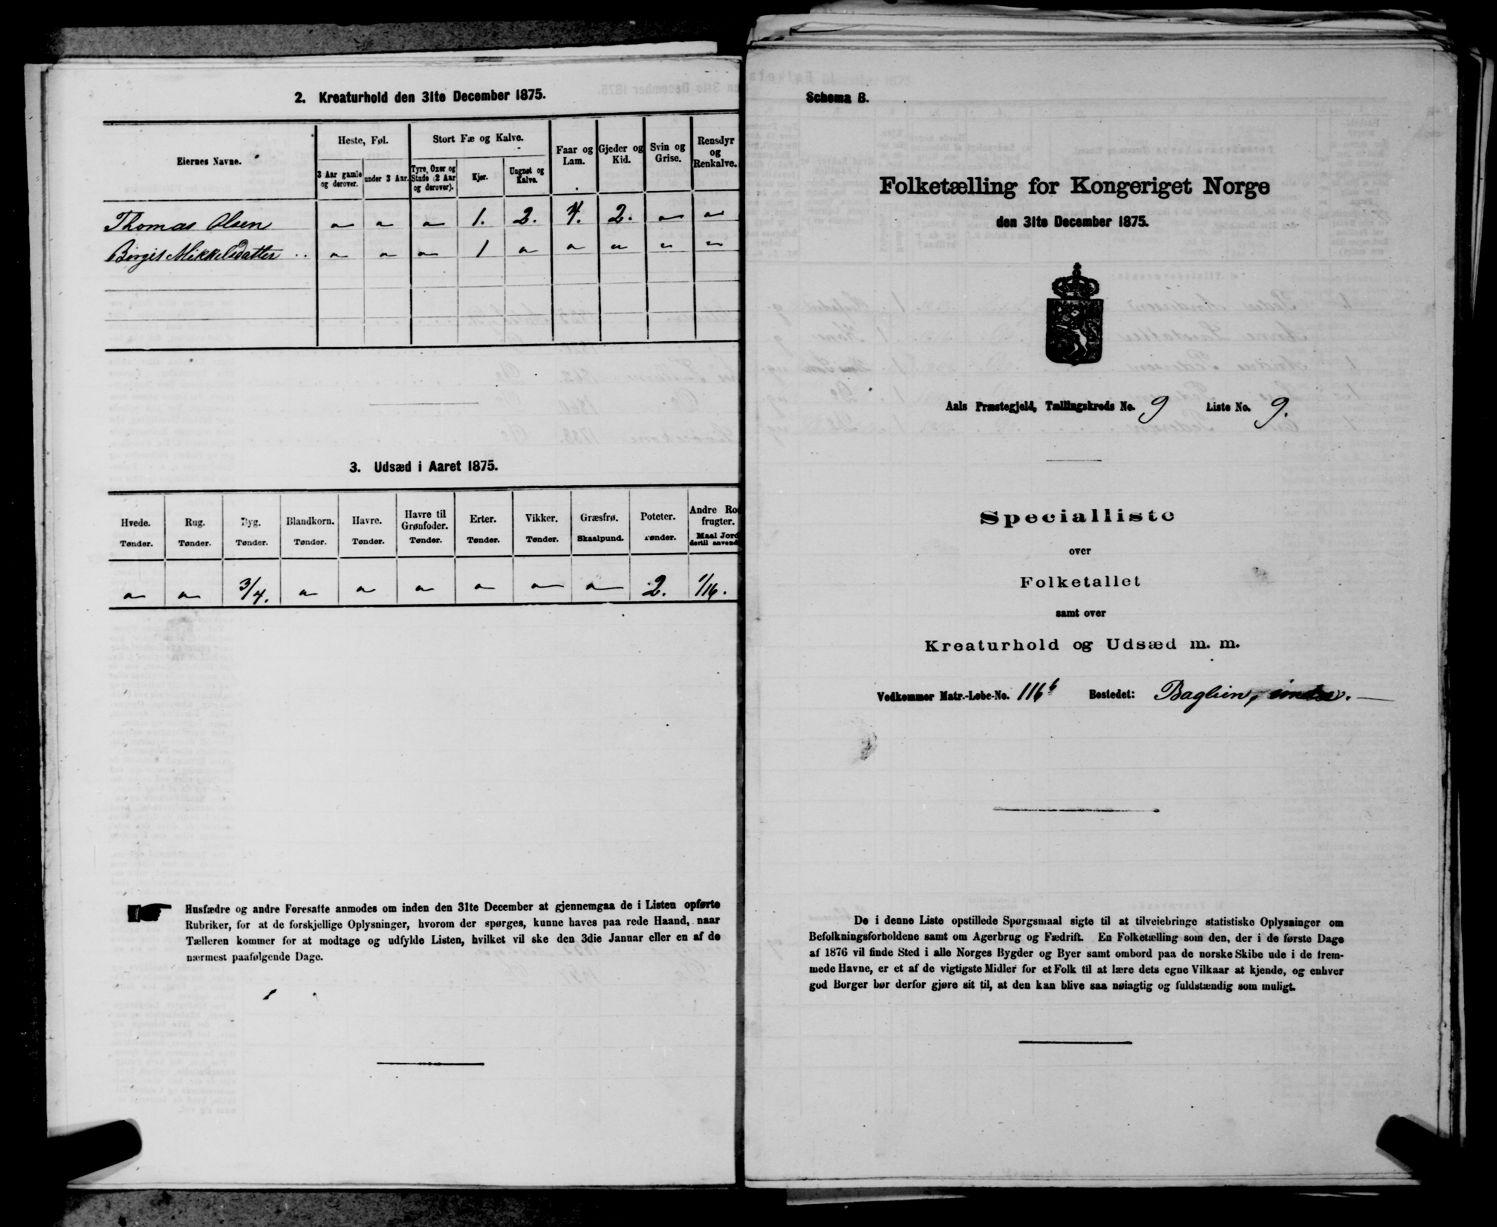 2. Kreaturhold den 31te December 1875.
Eiernes Navne.
Heste, Føl.
Stort Fæ og Kalve.
Faar og Lam.
Gjeder og Kid.
Svin og Grise.
Rensdyr og Renkalve.
3 Aar gamle og derover.
under 3 Aar.
Tyre, Oxer og Stude (2 Aar og derover).
Kjør.
Ungnøt og Kalve.
Thomas Olsen " " " 1. 2. 4. 2. " "
Birgit Mikkelsdatter " " " 1 " " " " "
3. Udsæd i Aaret 1875.
Hvede. Rug. Byg. Blandkorn. Havre. Havre til Grønfoder. Erter. Vikker. Græsfrø. Poteter. Andre Ro frugter.
Tønder. Tønder. Tønder. Tønder. Tønder. Tønder. Tønder. Tønder. Skaalpund. Tønder. Maal Jord dertil anvend
" " 3/4. " " " " " " 2. 1/16.
Husfædre og andre Foresatte anmodes om inden den 31te December at gjennemgaa de i Listen opførte
Rubriker, for at de forskjellige Oplysninger, hvorom der spørges, kunne haves paa rede Haand, naar
Tælleren kommer for at modtage og udfylde Listen, hvilket vil ske den 3die Januar eller en af de
nærmest paafølgende Dage.
Schema B.
Folketælling for Kongeriget Norge
den 31te December 1875.
Aals Præstegjeld, Tællingskreds No. 9 Liste No. 9.
Specialliste
over
Folketallet
samt over
Kreaturhold og Udsæd m. m.
Vedkommer Matr.-Løbe-No. 116 b Bostedet: Baglien,
De i denne Liste opstillede Spørgsmaal sigte til at tilveiebringe statistiske Oplysninger om
Befolkningsforholdene samt om Agerbrug og Fædrift. En Folketælling som den, der i de første Dage
af 1876 vil finde Sted i alle Norges Bygder og Byer samt ombord paa de norske Skibe ude i de frem-
mede Havne, er et af de vigtigste Midler for et Folk til at lære dets egne Vilkaar at kjende, og enhver
god Borger bør derfor gjøre sit til, at den kan blive saa nøiagtig og fuldstændig som muligt.